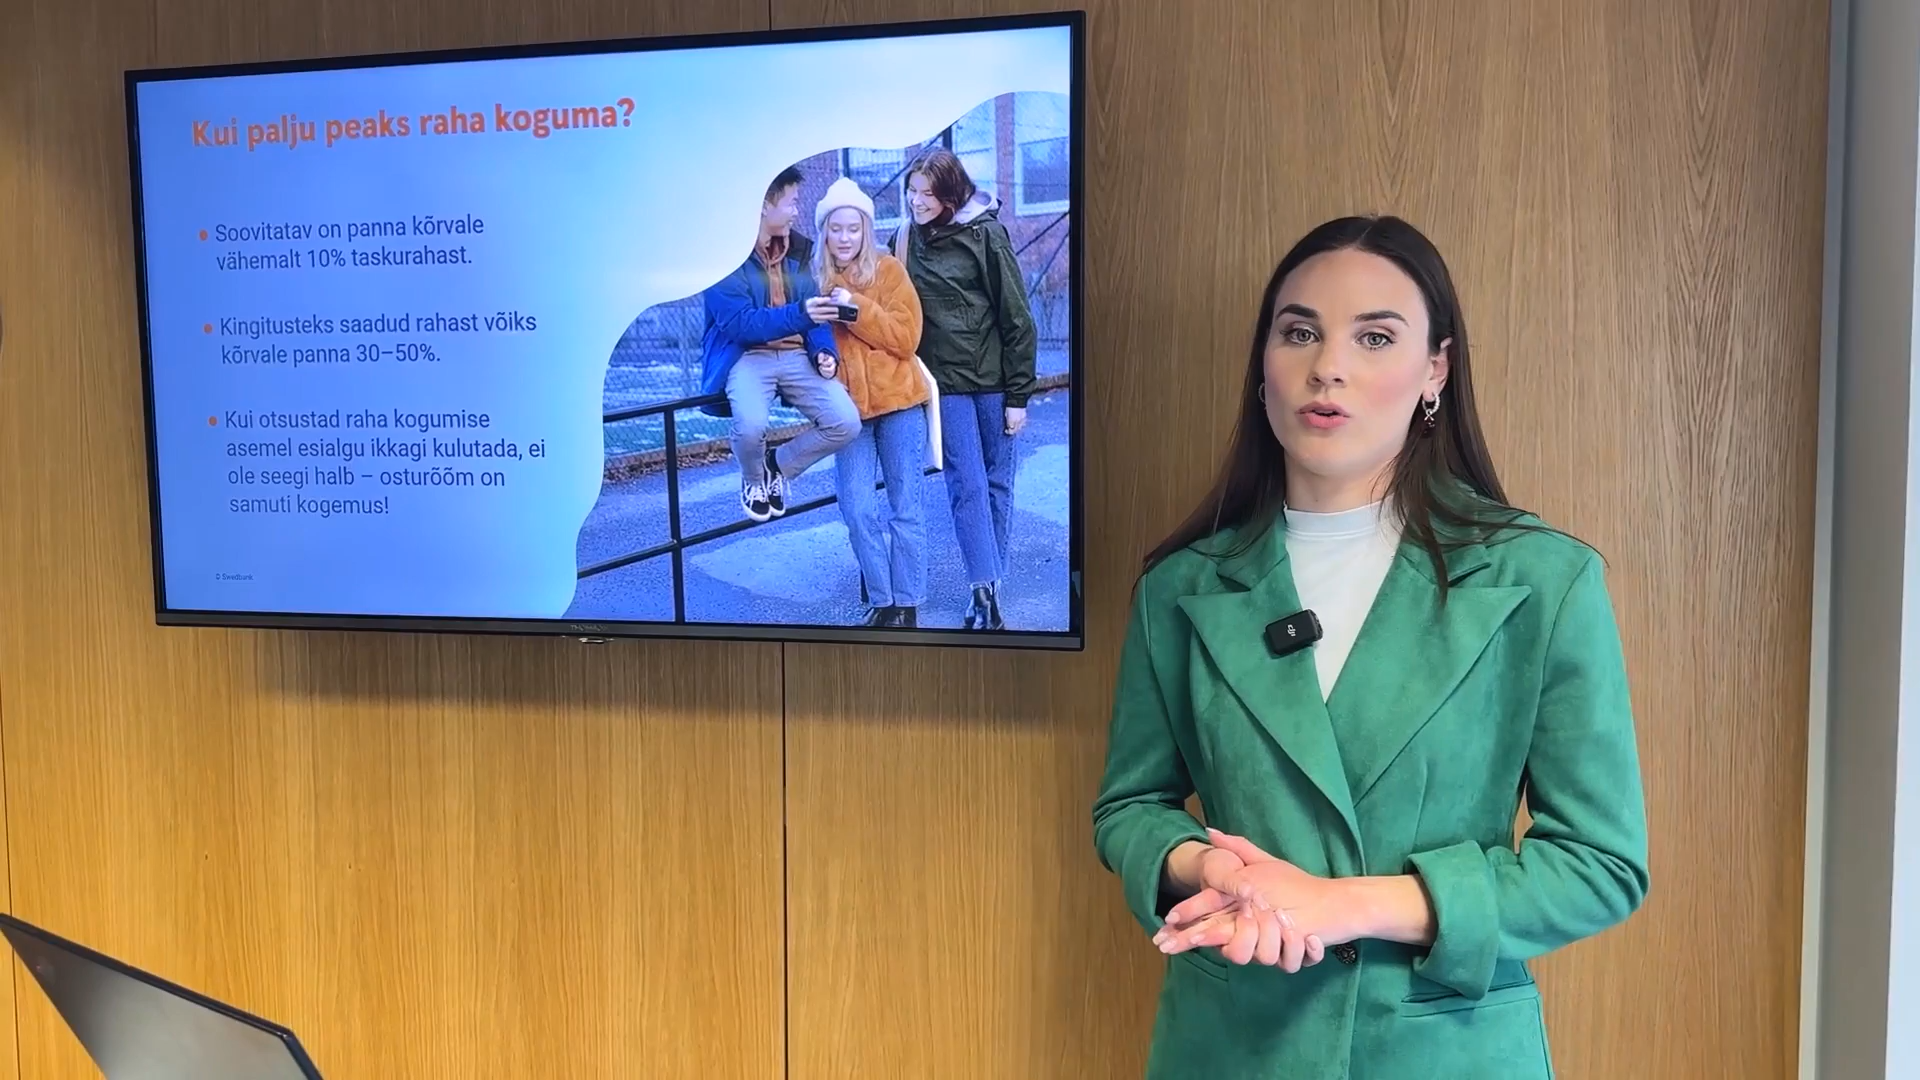 Kui palju peaks raha koguma?
• Soovitatav on panna kõrvale
vähemalt 10% taskurahast.
• Kingitusteks saadud rahast võiks
kõrvale panna 30–50%.
• Kui otsustad raha kogumise
asemel esialgu ikkagi kulutada, ei
ole seegi halb – osturõõm on
samuti kogemus!
© Swedbank
dji